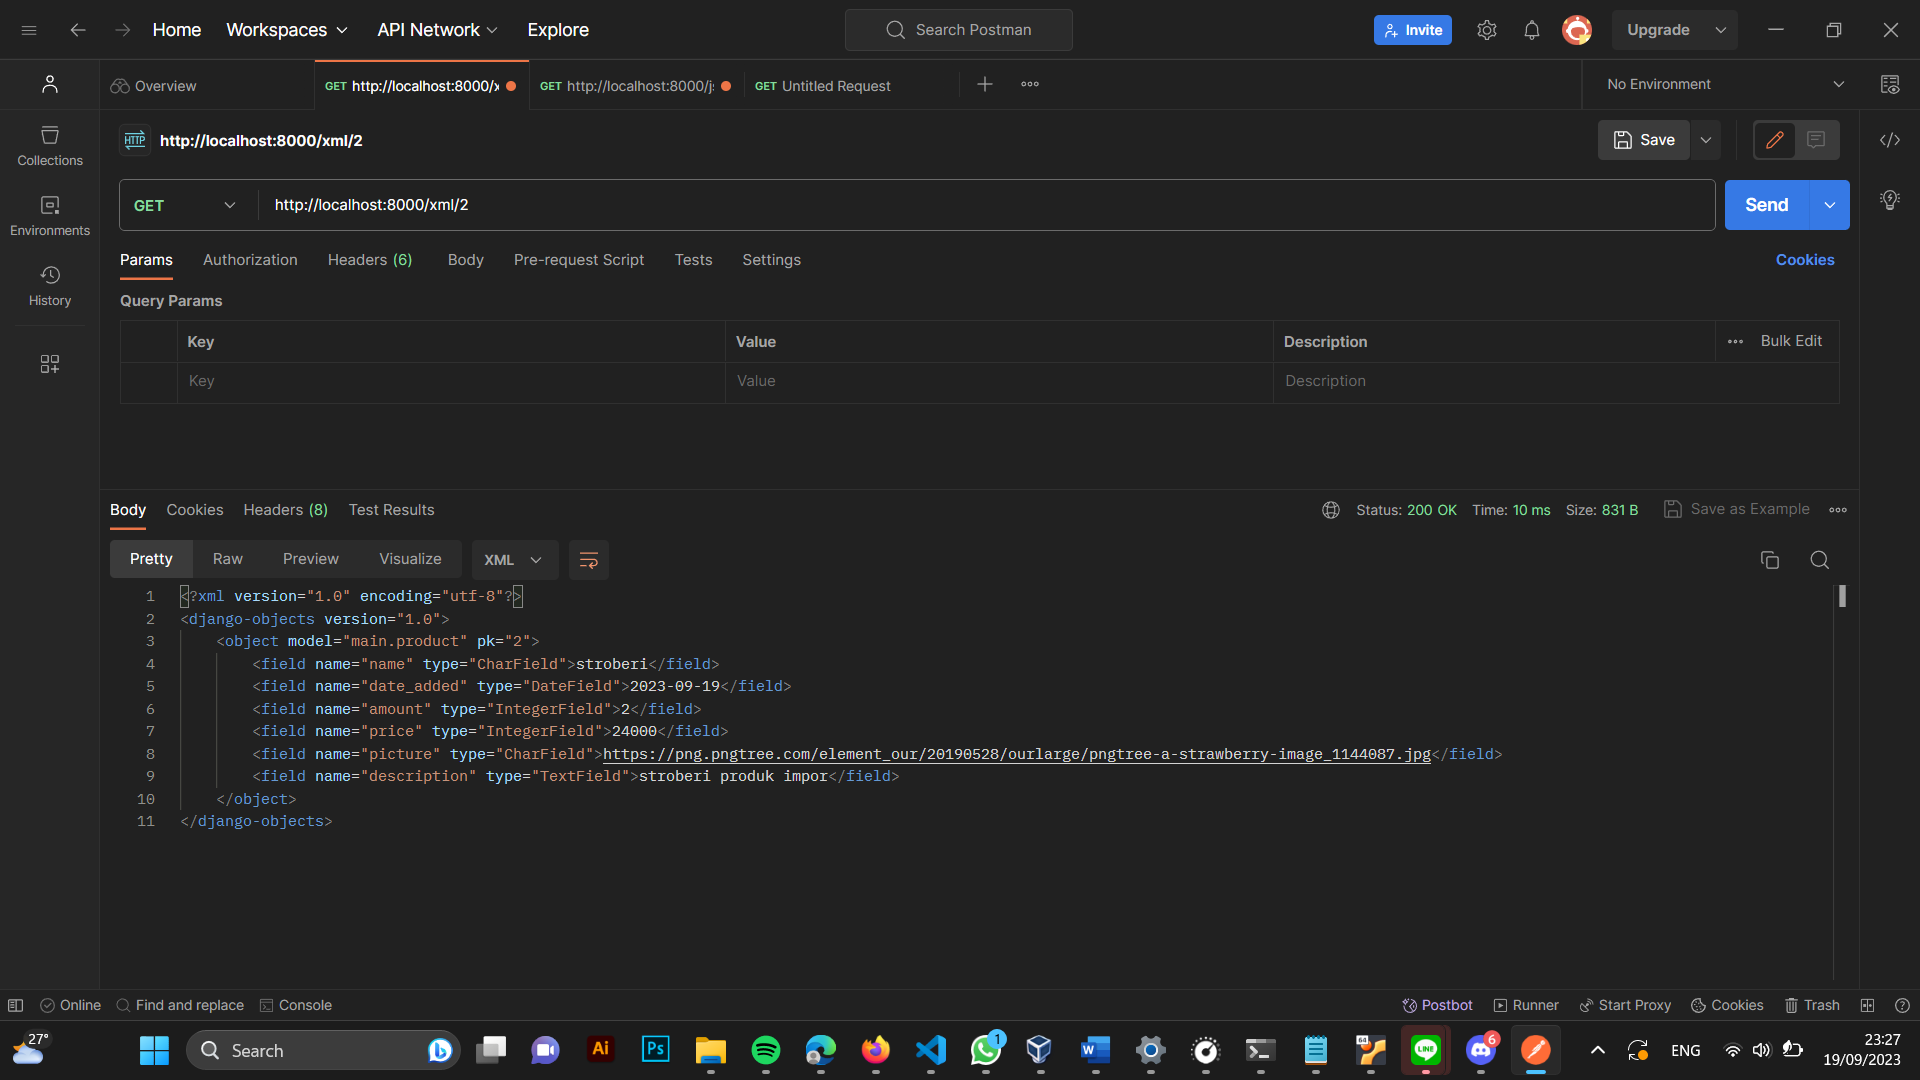 Home Workspaces API Network Explore Search Postman Invite Upgrade
Overview GET http://localhost:8000/x GET http://localhost:8000/j GET Untitled Request No Environment
HTTP http://localhost:8000/xml/2 Save
Collections
Environments
History
GET http://localhost:8000/xml/2 Send
Params Authorization Headers (6) Body Pre-request Script Tests Settings Cookies
Query Params
Key Value Description Bulk Edit
Key Value Description
Body Cookies Headers (8) Test Results Status: 200 OK Time: 10 ms Size: 831 B Save as Example
Pretty Raw Preview Visualize XML
1 <?xml version="1.0" encoding="utf-8"?>
2 <django-objects version="1.0">
3 <object model="main.product" pk="2">
4 <field name="name" type="CharField">stroberi</field>
5 <field name="date_added" type="DateField">2023-09-19</field>
6 <field name="amount" type="IntegerField">2</field>
7 <field name="price" type="IntegerField">24000</field>
8 <field name="picture" type="CharField">https://png.pngtree.com/element_our/20190528/ourlarge/pngtree-a-strawberry-image_1144087.jpg</field>
9 <field name="description" type="TextField">stroberi produk impor</field>
10 </object>
11 </django-objects>
Online Find and replace Console Postbot Runner Start Proxy Cookies Trash
27° Search Ai Ps 1 W 64 LINE 6 ENG 23:27
19/09/2023